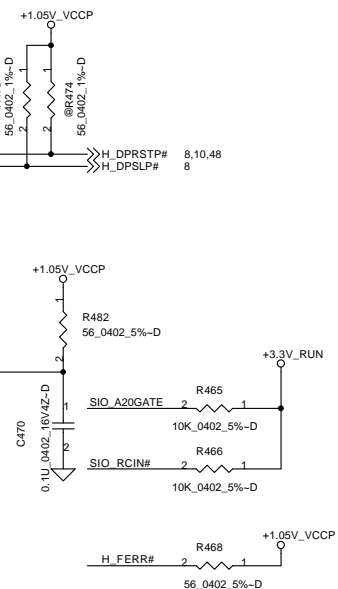 +1.05V_VCCP
1
1
56_0402_1%~D
@R474
56_0402_1%~D
2
2
H_DPRSTP# 8,10,48
H_DPSLP# 8
+1.05V_VCCP
1
R482
56_0402_5%~D
2
+3.3V_RUN
C470
0.1U_0402_16V4Z~D
1
2
SIO_A20GATE 2 R465 1
10K_0402_5%~D
SIO_RCIN# 2 R466 1
10K_0402_5%~D
+1.05V_VCCP
H_FERR# 2 R468 1
56_0402_5%~D